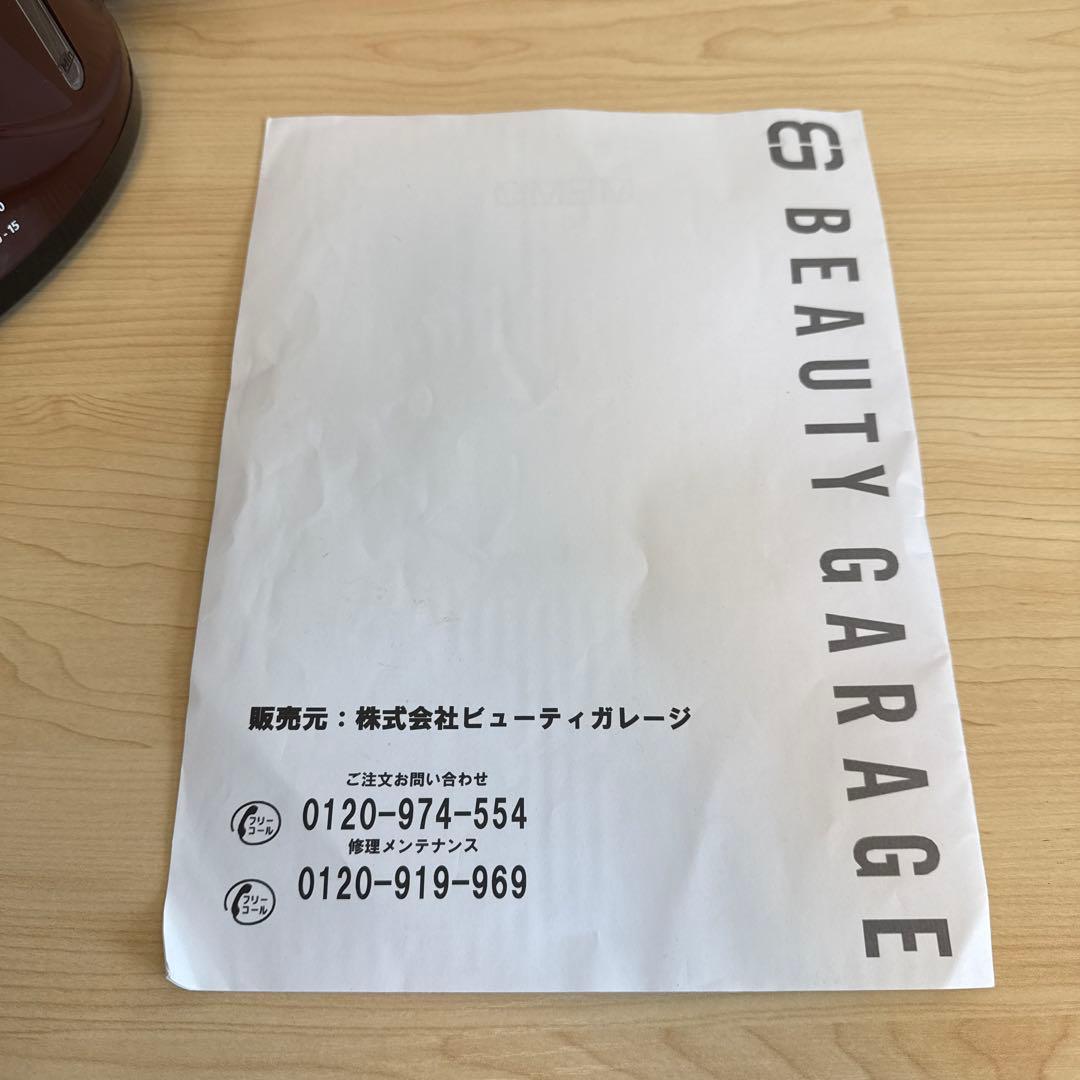 BEAUTY GARAGE
販売元：株式会社ビューティガレージ
ご注文お問い合わせ
フリーコール
0120-974-554
修理メンテナンス
フリーコール
0120-919-969
-15